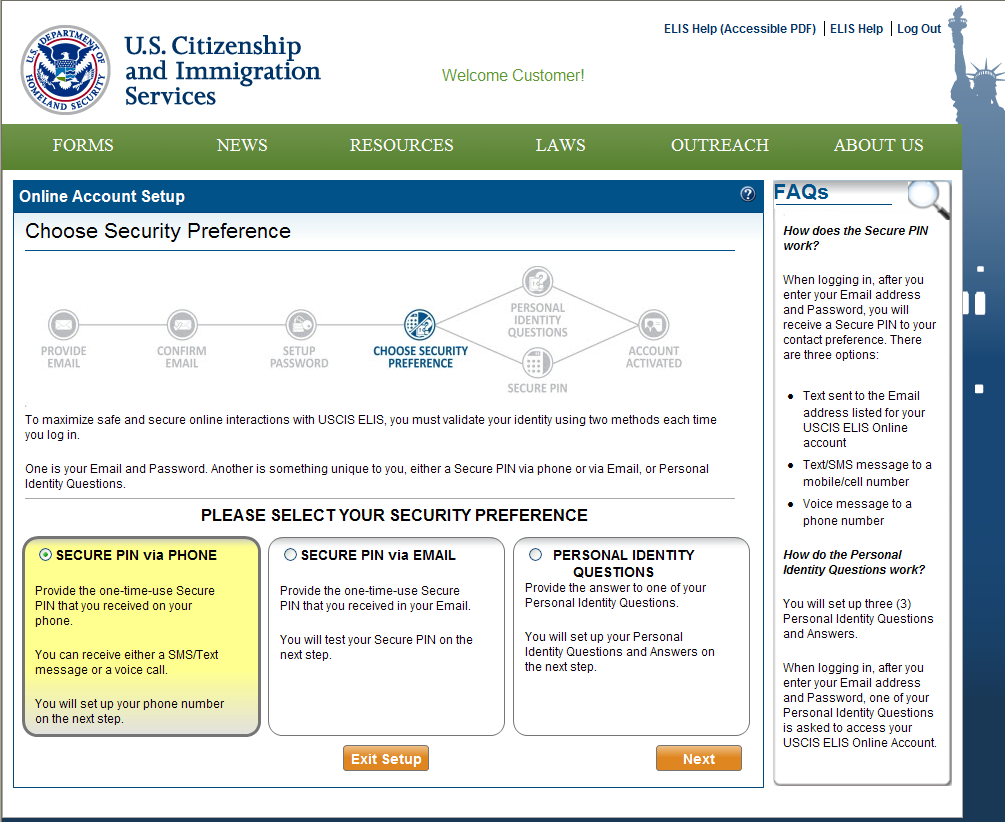 ELIS Help (Accessible PDF) | ELIS Help | Log Out
U.S. DEPARTMENT OF
HOMELAND SECURITY
U.S. Citizenship
and Immigration
Services
Welcome Customer!
FORMS NEWS RESOURCES LAWS OUTREACH ABOUT US
Online Account Setup ?
Choose Security Preference
PROVIDE
EMAIL
CONFIRM
EMAIL
SETUP
PASSWORD
CHOOSE SECURITY
PREFERENCE
PERSONAL
IDENTITY
QUESTIONS
SECURE PIN
ACCOUNT
ACTIVATED
To maximize safe and secure online interactions with USCIS ELIS, you must validate your identity using two methods each time
you log in.
One is your Email and Password. Another is something unique to you, either a Secure PIN via phone or via Email, or Personal
Identity Questions.
PLEASE SELECT YOUR SECURITY PREFERENCE
SECURE PIN via PHONE
Provide the one-time-use Secure
PIN that you received on your
phone.
You can receive either a SMS/Text
message or a voice call.
You will set up your phone number
on the next step.
SECURE PIN via EMAIL
Provide the one-time-use Secure
PIN that you received in your Email.
You will test your Secure PIN on the
next step.
PERSONAL IDENTITY
QUESTIONS
Provide the answer to one of your
Personal Identity Questions.
You will set up your Personal
Identity Questions and Answers on
the next step.
Exit Setup
Next
FAQs
How does the Secure PIN
work?
When logging in, after you
enter your Email address
and Password, you will
receive a Secure PIN to your
contact preference. There
are three options:
• Text sent to the Email
address listed for your
USCIS ELIS Online
account
• Text/SMS message to a
mobile/cell number
• Voice message to a
phone number
How do the Personal
Identity Questions work?
You will set up three (3)
Personal Identity Questions
and Answers.
When logging in, after you
enter your Email address
and Password, one of your
Personal Identity Questions
is asked to access your
USCIS ELIS Online Account.